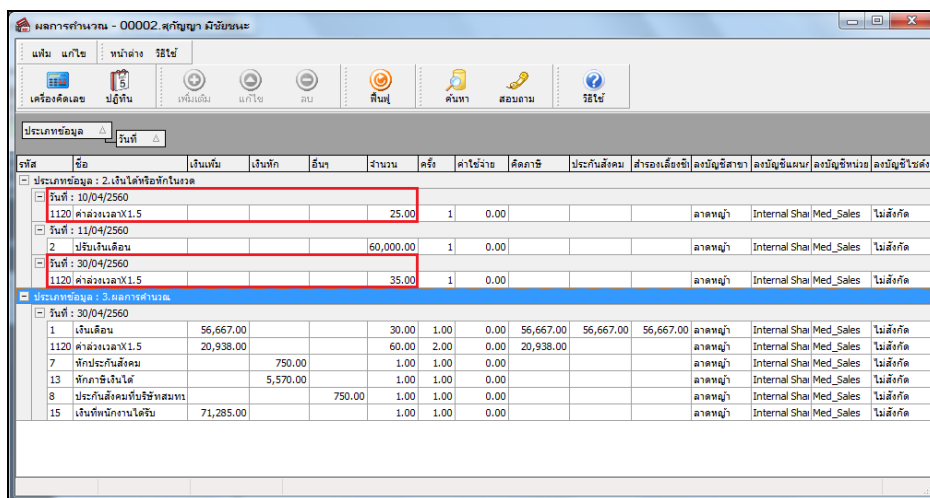 ผลการคำนวณ - 00002.สุกัญญา มิชัยชนะ
แฟ้ม แก้ไข หน้าต่าง วิธีใช้
เครื่องคิดเลข ปฏิทิน เพิ่มเติม แก้ไข ลบ ฟื้นฟู ค้นหา สอบถาม วิธีใช้
ประเภทข้อมูล
วันที่
รหัส ชื่อ เงินเพิ่ม เงินหัก อื่นๆ จำนวน ครั้ง ค่าใช้จ่าย คิดภาษี ประกันสังคม สำรองเลี้ยงชี ลงบัญชีสาขา ลงบัญชีแผนก ลงบัญชีหน่วย ลงบัญชีไซต์ง
ประเภทข้อมูล : 2.เงินได้หรือหักในงวด
วันที่ : 10/04/2560
1120 ค่าล่วงเวลาX1.5 25.00 1 0.00 ลาดหญ้า Internal Shar Med_Sales ไม่สังกัด
วันที่ : 11/04/2560
2 ปรับเงินเดือน 60,000.00 1 0.00 ลาดหญ้า Internal Shar Med_Sales ไม่สังกัด
วันที่ : 30/04/2560
1120 ค่าล่วงเวลาX1.5 35.00 1 0.00 ลาดหญ้า Internal Shar Med_Sales ไม่สังกัด
ประเภทข้อมูล : 3.ผลการคำนวณ
วันที่ : 30/04/2560
1 เงินเดือน 56,667.00 30.00 1.00 0.00 56,667.00 56,667.00 56,667.00 ลาดหญ้า Internal Shar Med_Sales ไม่สังกัด
1120 ค่าล่วงเวลาX1.5 20,938.00 60.00 2.00 0.00 20,938.00 ลาดหญ้า Internal Shar Med_Sales ไม่สังกัด
7 หักประกันสังคม 750.00 1.00 1.00 0.00 ลาดหญ้า Internal Shar Med_Sales ไม่สังกัด
13 หักภาษีเงินได้ 5,570.00 1.00 1.00 0.00 ลาดหญ้า Internal Shar Med_Sales ไม่สังกัด
8 ประกันสังคมที่บริษัทสมทบ 750.00 1.00 1.00 0.00 ลาดหญ้า Internal Shar Med_Sales ไม่สังกัด
15 เงินที่พนักงานได้รับ 71,285.00 1.00 1.00 0.00 ลาดหญ้า Internal Shar Med_Sales ไม่สังกัด